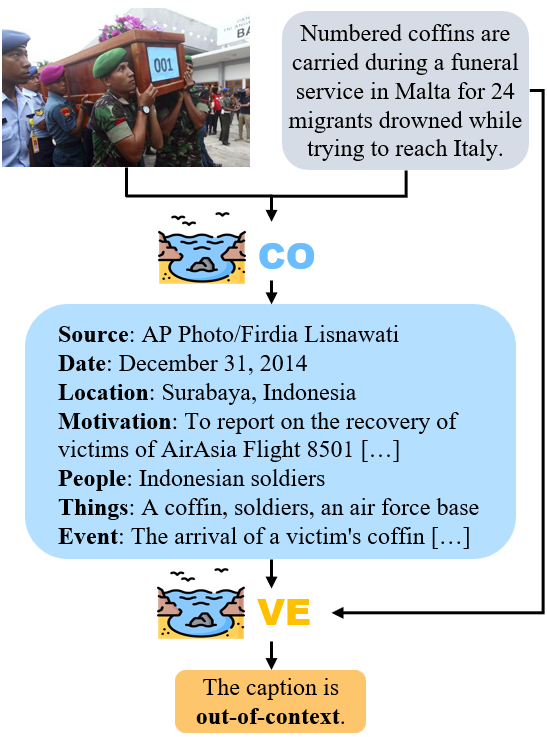 001
BA
Numbered coffins are
carried during a funeral
service in Malta for 24
migrants drowned while
trying to reach Italy.
CO
Source: AP Photo/Firdia Lisnawati
Date: December 31, 2014
Location: Surabaya, Indonesia
Motivation: To report on the recovery of
victims of AirAsia Flight 8501 […]
People: Indonesian soldiers
Things: A coffin, soldiers, an air force base
Event: The arrival of a victim's coffin […]
VE
The caption is
out-of-context.